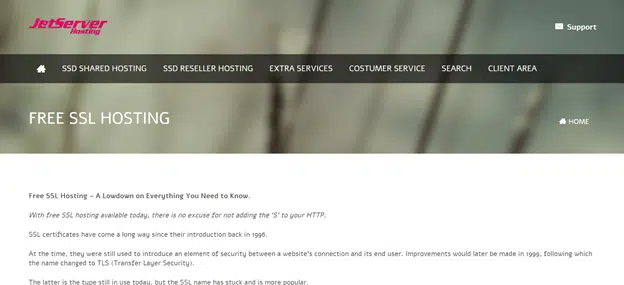 JetServer
Hosting
Support
SSD SHARED HOSTING SSD RESELLER HOSTING EXTRA SERVICES COSTUMER SERVICE SEARCH CLIENT AREA
FREE SSL HOSTING
HOME
Free SSL Hosting – A Lowdown on Everything You Need to Know.
With free SSL hosting available today, there is no excuse for not adding the 'S' to your HTTP.
SSL certificates have come a long way since their introduction back in 1996.
At the time, they were still used to introduce an element of security between a website's connection and its end user. Improvements would later be made in 1999, following which
the name changed to TLS (Transfer Layer Security).
The latter is the type still in use today, but the SSL name has stuck and is more popular.